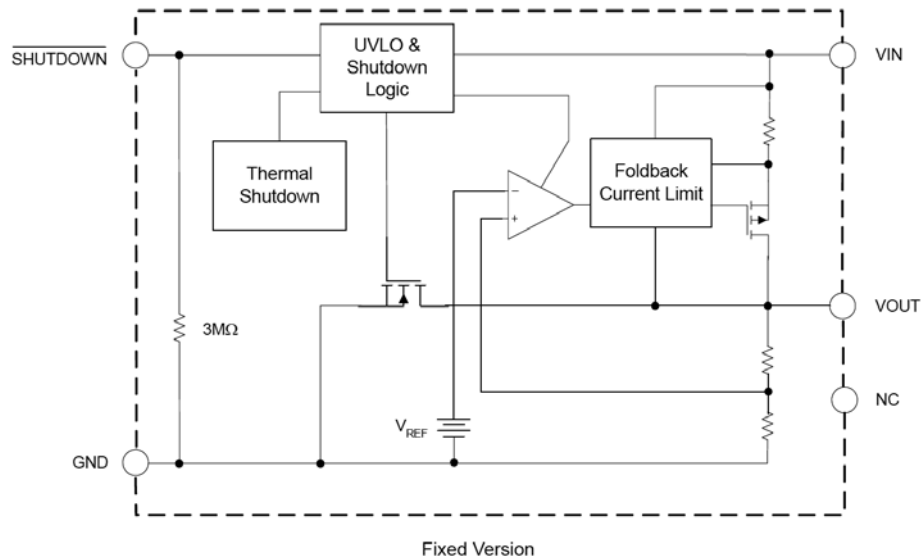 SHUTDOWN
UVLO &
Shutdown
Logic
VIN
Thermal
Shutdown
Foldback
Current Limit
−
+
3MΩ
VOUT
NC
VREF
GND
Fixed Version